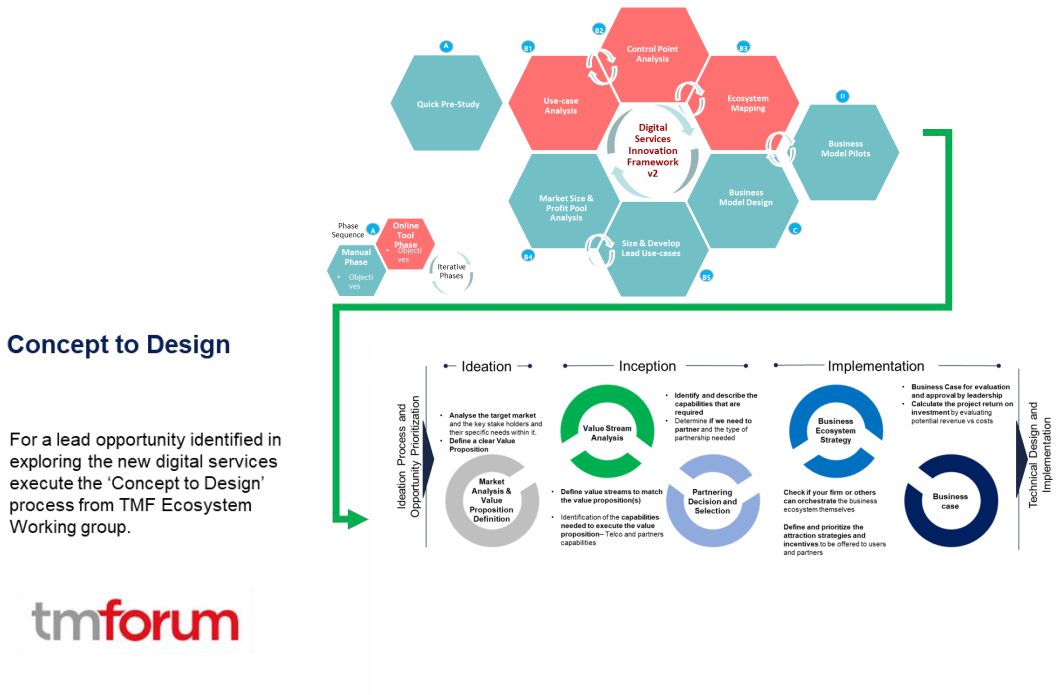 A
Quick Pre-Study
B1
Use-case
Analysis
B2
Control Point
Analysis
B3
Ecosystem
Mapping
D
Business
Model Pilots
Digital
Services
Innovation
Framework
v2
Market Size &
Profit Pool
Analysis
B4
Size & Develop
Lead Use-cases
B5
Business
Model Design
C
Phase
Sequence
A
Online
Tool
Phase
• Objecti
ves
Manual
Phase
• Objecti
ves
Iterative
Phases
Concept to Design
For a lead opportunity identified in
exploring the new digital services
execute the ‘Concept to Design’
process from TMF Ecosystem
Working group.
tmforum
Ideation Process and
Opportunity Prioritization
Ideation
• Analyse the target market
and the key stake holders and
their specific needs within it.
• Define a clear Value
Proposition
Market
Analysis &
Value
Proposition
Definition
Inception
Value Stream
Analysis
• Define value streams to match
the value proposition(s)
• Identification of the capabilities
needed to execute the value
proposition– Telco and partners
capabilities
• Identify and describe the
capabilities that are
required
• Determine if we need to
partner and the type of
partnership needed
Partnering
Decision and
Selection
Implementation
Business
Ecosystem
Strategy
Check if your firm or others
can orchestrate the business
ecosystem themselves
Define and prioritize the
attraction strategies and
incentives to be offered to users
and partners
• Business Case for evaluation
and approval by leadership
• Calculate the project return on
investment by evaluating
potential revenue vs costs
Business
case
Technical Design and
Implementation